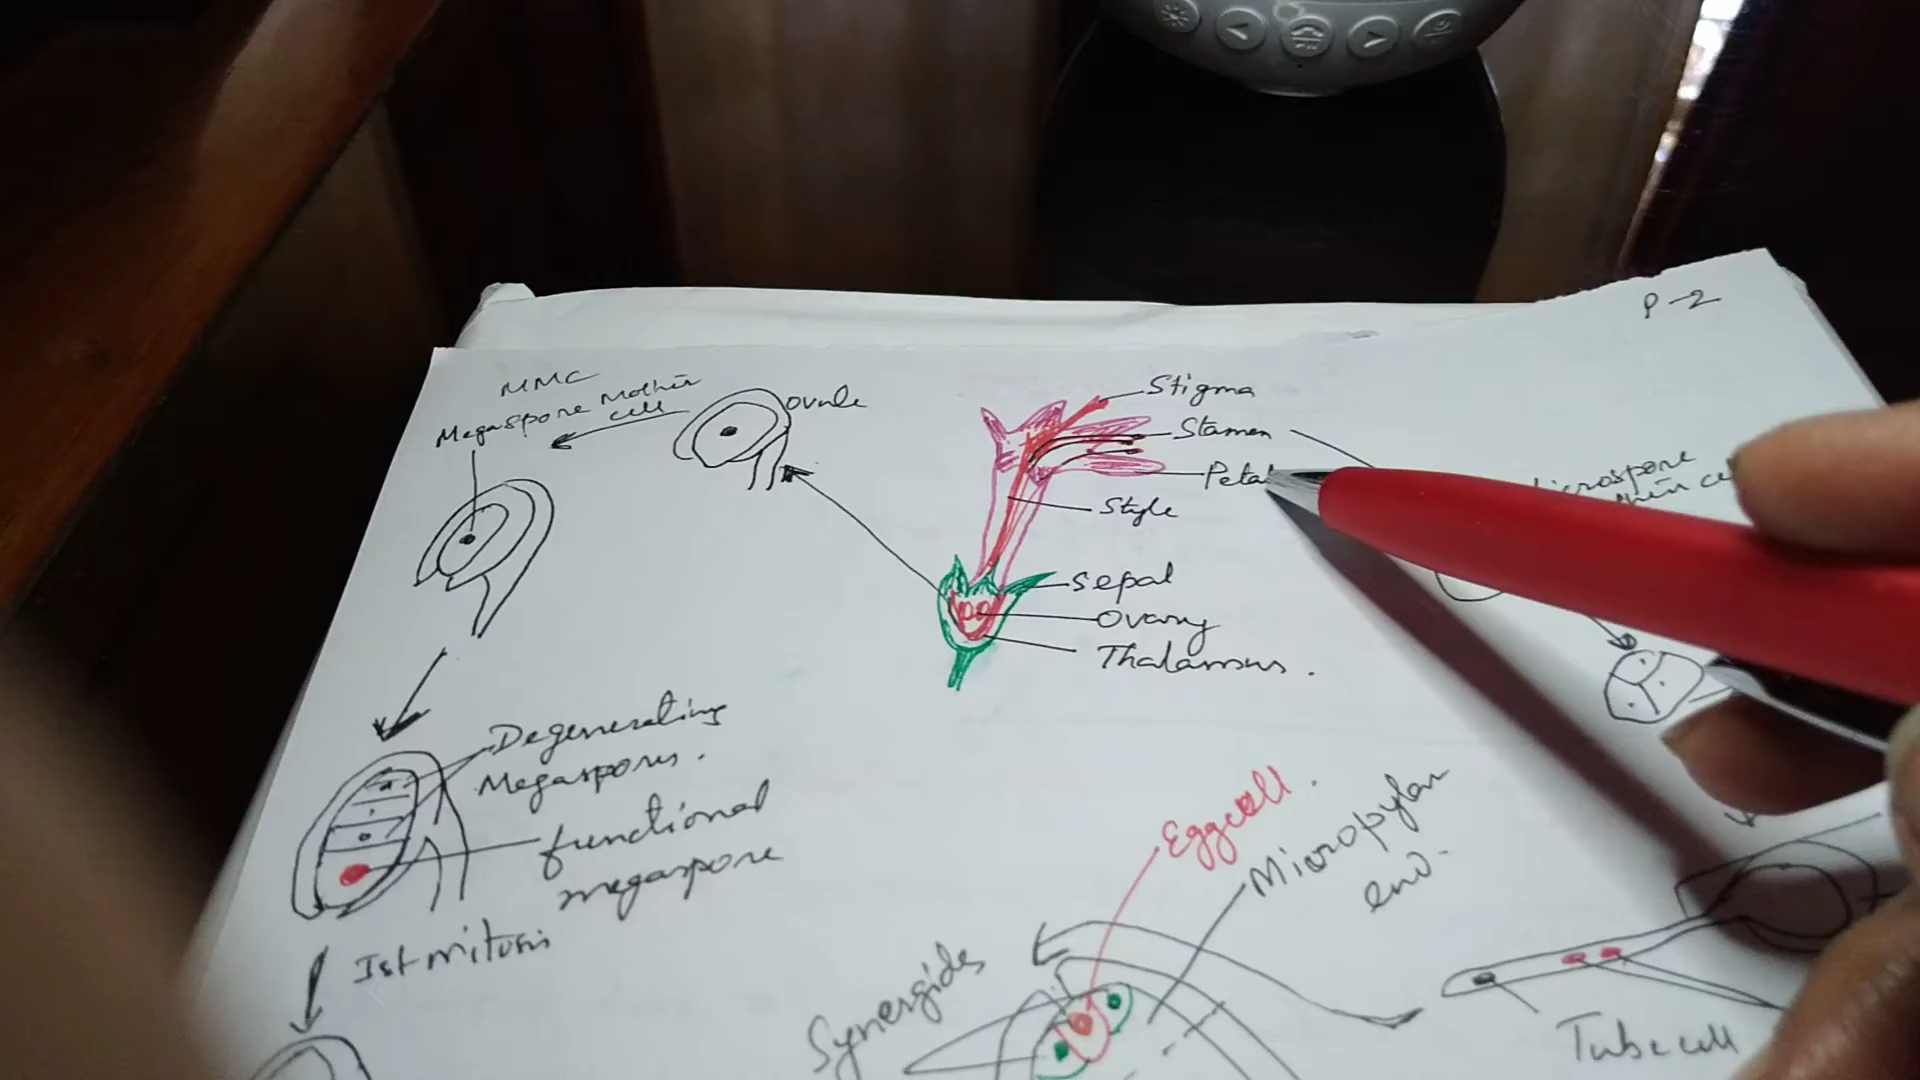 P-2
MMC
Megaspore Mother
cell
ovule
Stigma
Stamen
Petal
Style
Sepal
Ovary
Thalamus.
Degenerating
Megaspores.
functional
megaspore
Ist mitosis
Eggcell.
Micropylar
end.
Synergids
Tube cell